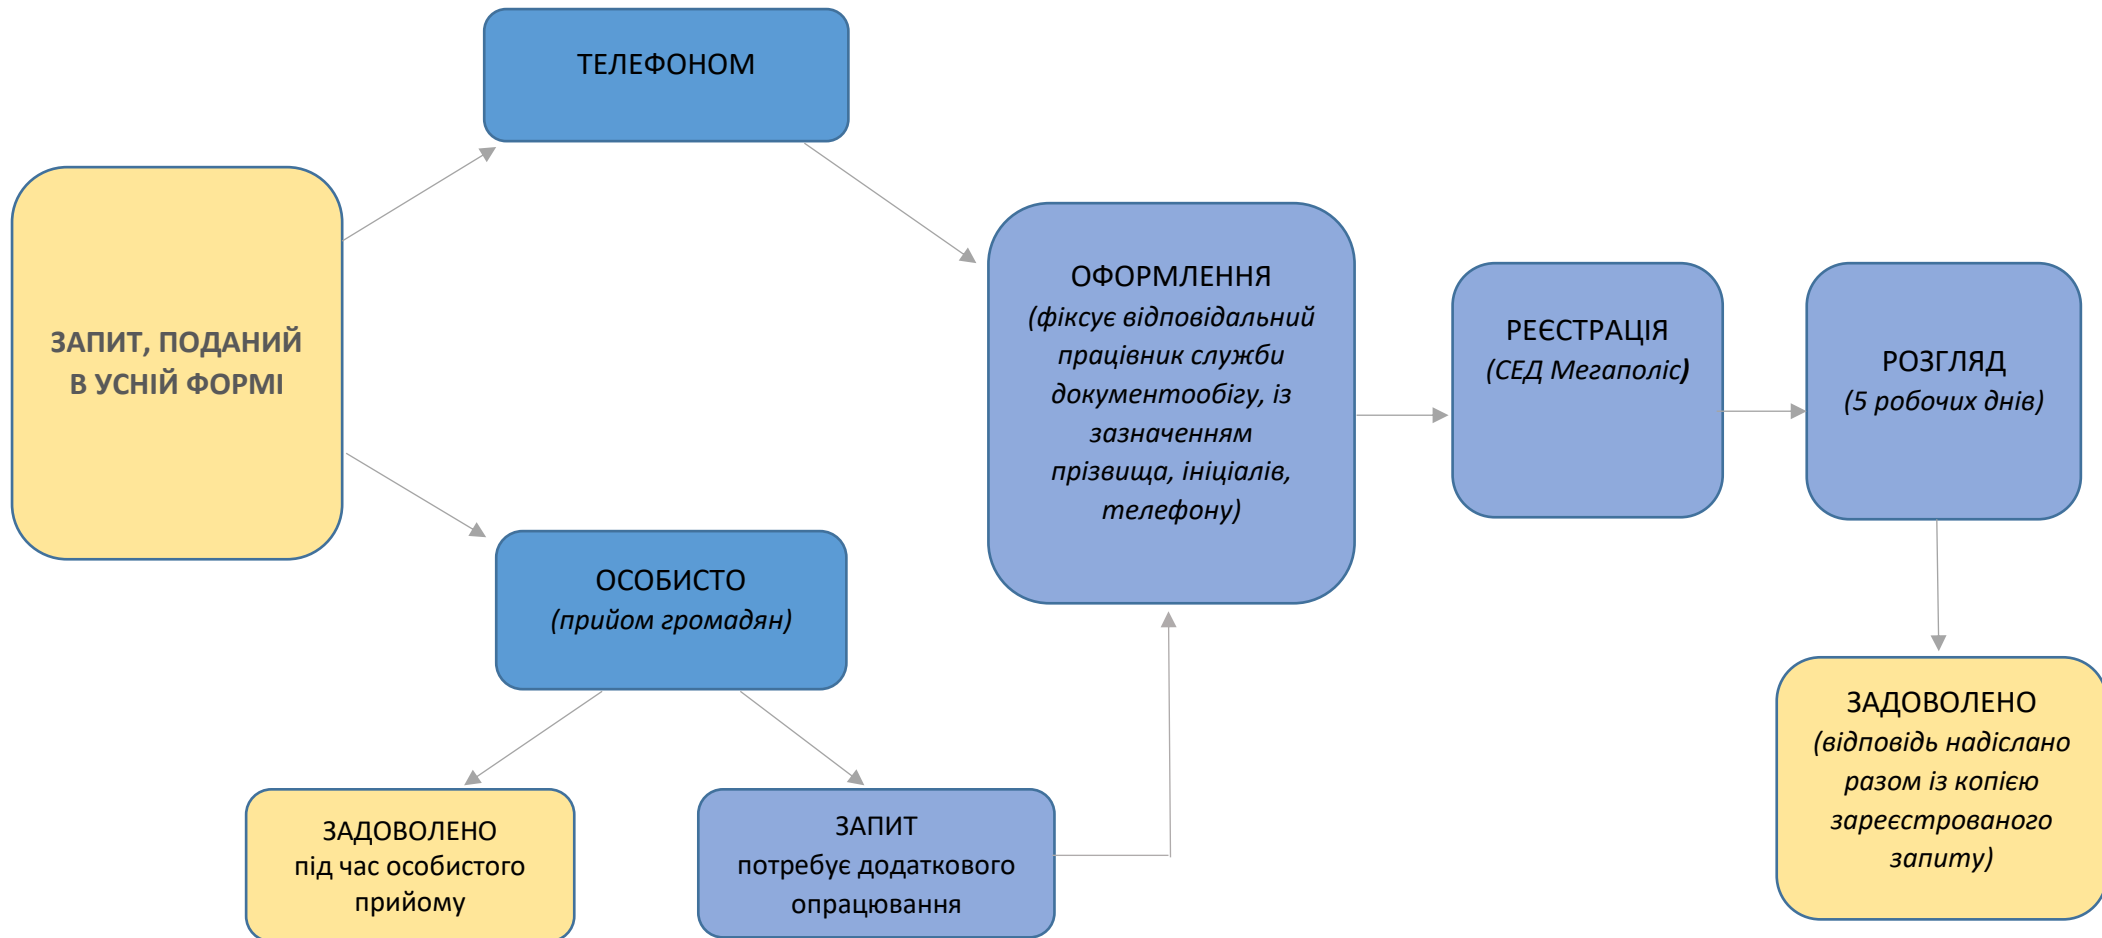 ТЕЛЕФОНОМ
ЗАПИТ, ПОДАНИЙ
В УСНІЙ ФОРМІ
ОСОБИСТО
(прийом громадян)
ЗАДОВОЛЕНО
під час особистого
прийому
ЗАПИТ
потребує додаткового
опрацювання
ОФОРМЛЕННЯ
(фіксує відповідальний
працівник служби
документообігу, із
зазначенням
прізвища, ініціалів,
телефону)
РЕЄСТРАЦІЯ
(СЕД Мегаполіс)
РОЗГЛЯД
(5 робочих днів)
ЗАДОВОЛЕНО
(відповідь надіслано
разом із копією
зареєстрованого
запиту)